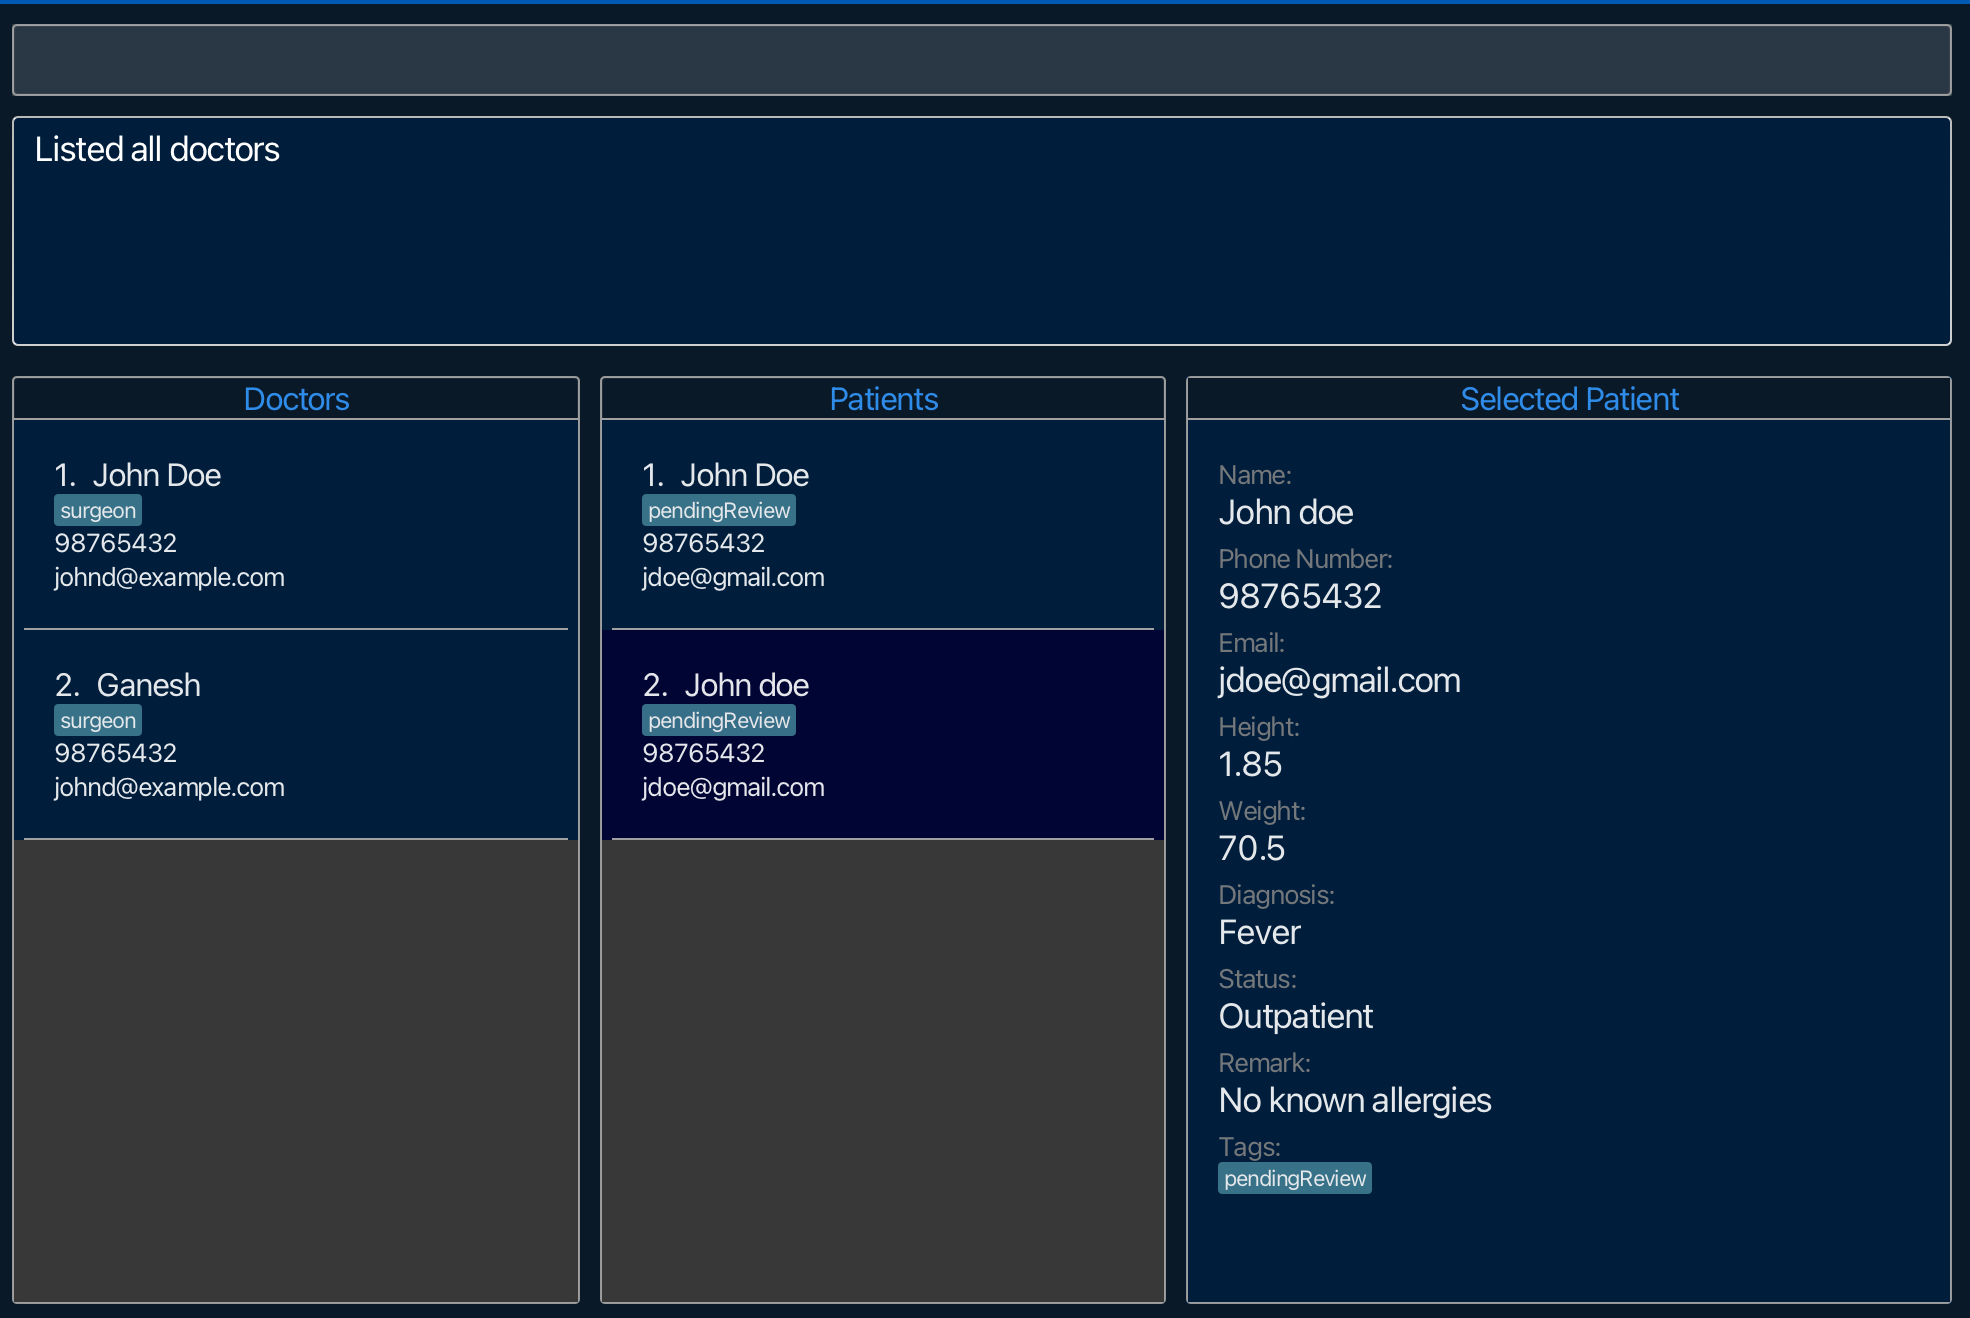 Listed all doctors
Doctors
1. John Doe
surgeon
98765432
johnd@example.com
2. Ganesh
surgeon
98765432
johnd@example.com
Patients
1. John Doe
pendingReview
98765432
jdoe@gmail.com
2. John doe
pendingReview
98765432
jdoe@gmail.com
Selected Patient
Name:
John doe
Phone Number:
98765432
Email:
jdoe@gmail.com
Height:
1.85
Weight:
70.5
Diagnosis:
Fever
Status:
Outpatient
Remark:
No known allergies
Tags:
pendingReview